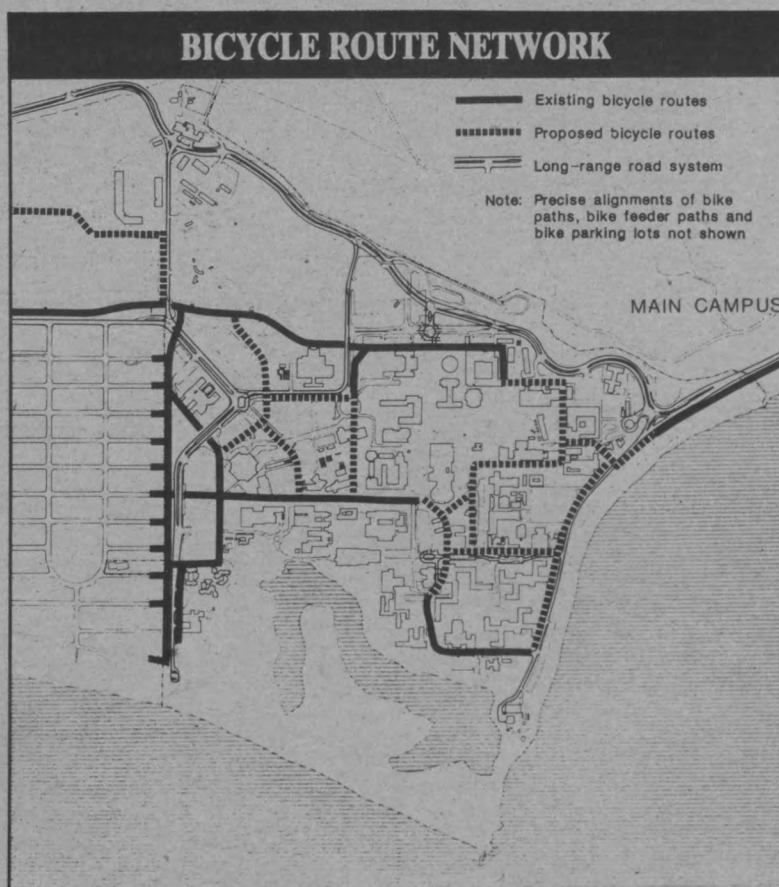 BICYCLE ROUTE NETWORK
Existing bicycle routes
Proposed bicycle routes
Long-range road system
Note: Precise alignments of bike
paths, bike feeder paths and
bike parking lots not shown
MAIN CAMPUS